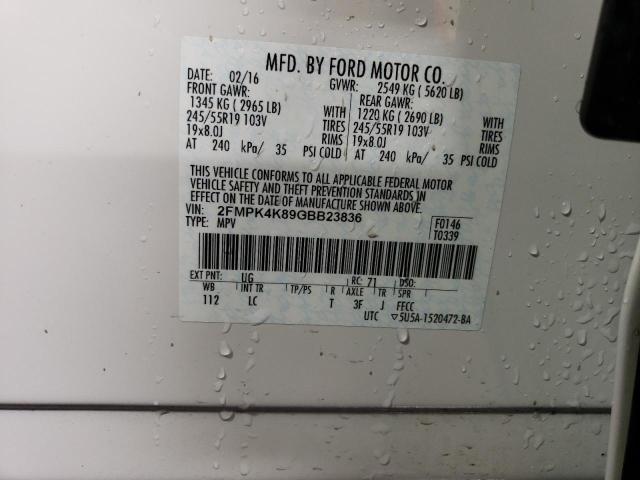 MFD. BY FORD MOTOR CO.
DATE: 02/16 GVWR: 2549 KG ( 5620 LB)
FRONT GAWR: REAR GAWR:
1345 KG ( 2965 LB) WITH 1220 KG ( 2690 LB) WITH
245/55R19 103V TIRES 245/55R19 103V TIRES
19x8.0J RIMS 19x8.0J RIMS
AT 240 kPa/ 35 PSI COLD AT 240 kPa/ 35 PSI COLD
THIS VEHICLE CONFORMS TO ALL APPLICABLE FEDERAL MOTOR
VEHICLE SAFETY AND THEFT PREVENTION STANDARDS IN
EFFECT ON THE DATE OF MANUFACTURE SHOWN ABOVE.
VIN: 2FMPK4K89GBB23836 F0146
TYPE: MPV T0339
EXT PNT: UG RC: 71 DSO:
WB INT TR TP/PS R AXLE TR SPR
112 LC T 3F J FFCC
UTC ▽5U5A-1520472-BA